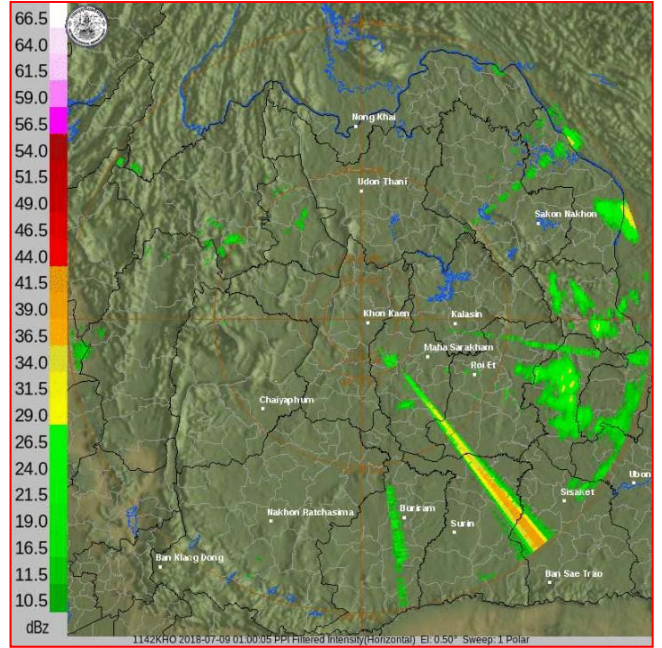 66.5
64.0
61.5
59.0
56.5
54.0
51.5
49.0
46.5
44.0
41.5
39.0
36.5
34.0
31.5
29.0
26.5
24.0
21.5
19.0
16.5
11.5
10.5
dBz
Nong Khai
Udon Thani
Sakon Nakhon
Khon Kaen
Kalasin
Maha Sarakham
Roi Et
Chaiyaphum
Ubon
Sisaket
Nakhon Ratchasima
Buriram
Surin
Ban Klang Dong
Ban Sae Trao
1142KHO 2018-07-09 01:00:05 PPI Filtered Intensity(Horizontal) El: 0.50° Sweep: 1 Polar